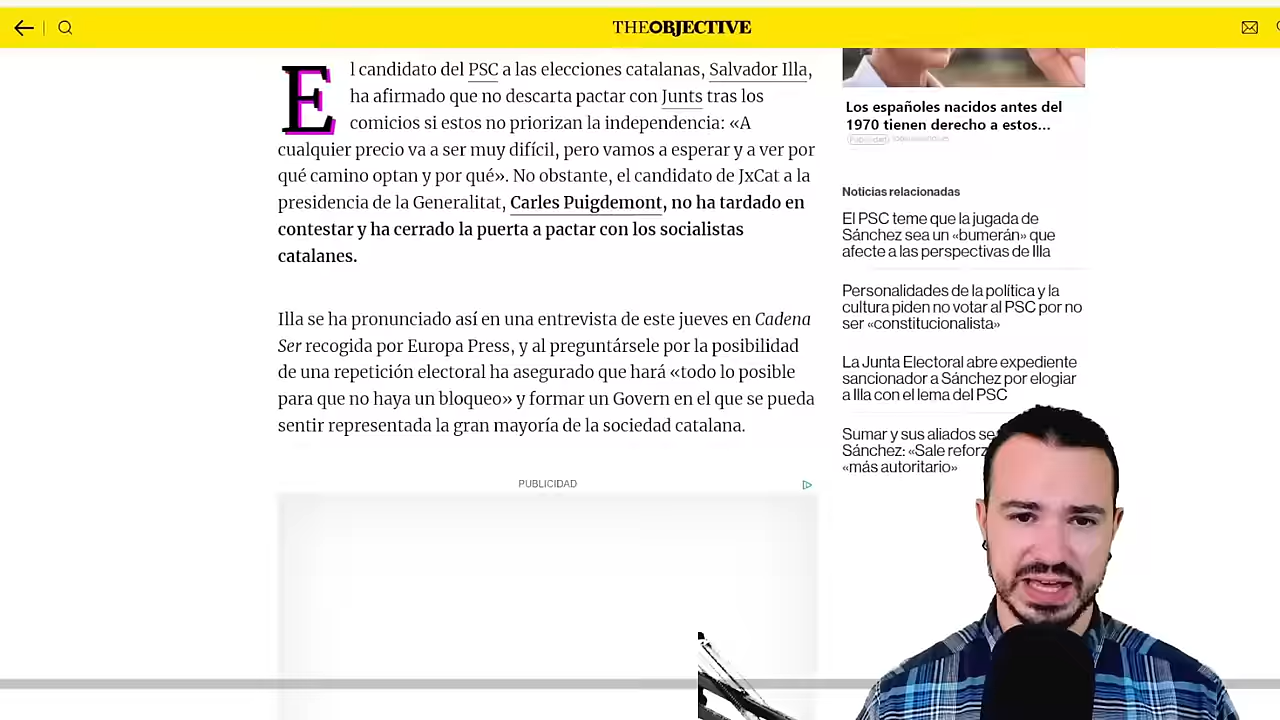 THEOBJECTIVE
El candidato del PSC a las elecciones catalanas, Salvador Illa,
ha afirmado que no descarta pactar con Junts tras los
comicios si estos no priorizan la independencia: «A
cualquier precio va a ser muy difícil, pero vamos a esperar y a ver por
qué camino optan y por qué». No obstante, el candidato de JxCat a la
presidencia de la Generalitat, Carles Puigdemont, no ha tardado en
contestar y ha cerrado la puerta a pactar con los socialistas
catalanes.
Illa se ha pronunciado así en una entrevista de este jueves en Cadena
Ser recogida por Europa Press, y al preguntársele por la posibilidad
de una repetición electoral ha asegurado que hará «todo lo posible
para que no haya un bloqueo» y formar un Govern en el que se pueda
sentir representada la gran mayoría de la sociedad catalana.
PUBLICIDAD
Los españoles nacidos antes del
1970 tienen derecho a estos...
Publicidad
Noticias relacionadas
El PSC teme que la jugada de
Sánchez sea un «bumerán» que
afecte a las perspectivas de Illa
Personalidades de la política y la
cultura piden no votar al PSC por no
ser «constitucionalista»
La Junta Electoral abre expediente
sancionador a Sánchez por elogiar
a Illa con el lema del PSC
Sumar y sus aliados se
Sánchez: «Sale reforz
«más autoritario»